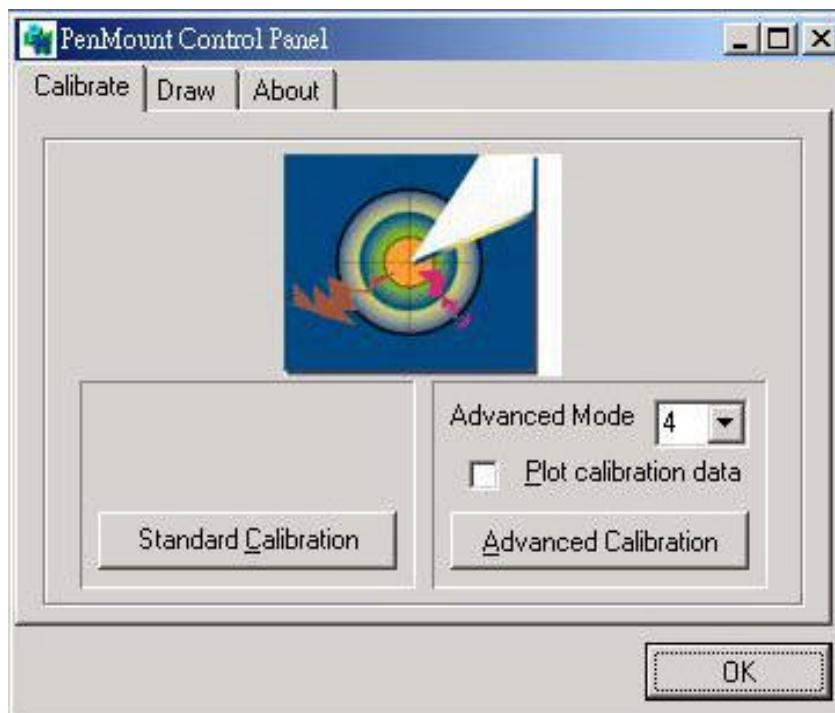 PenMount Control Panel
Calibrate Draw About
Advanced Mode 4
Plot calibration data
Standard Calibration Advanced Calibration
OK